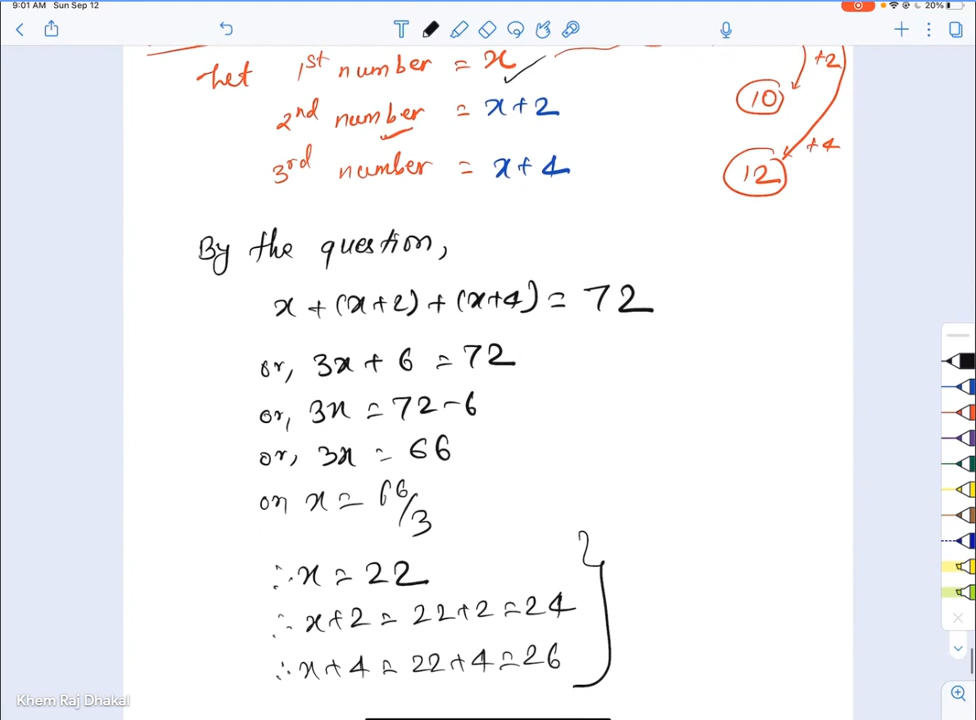 9:01 AM Sun Sep 12
20%
Let 1st number = x
2nd number = x+2
3rd number = x+4
+2
10
+4
12
By the question,
x + (x+2) + (x+4) = 72
or, 3x + 6 = 72
or, 3x = 72-6
or, 3x = 66
or x = 66/3
∴ x = 22
∴ x+2 = 22+2 = 24
∴ x+4 = 22+4 = 26
Khem Raj Dhakal